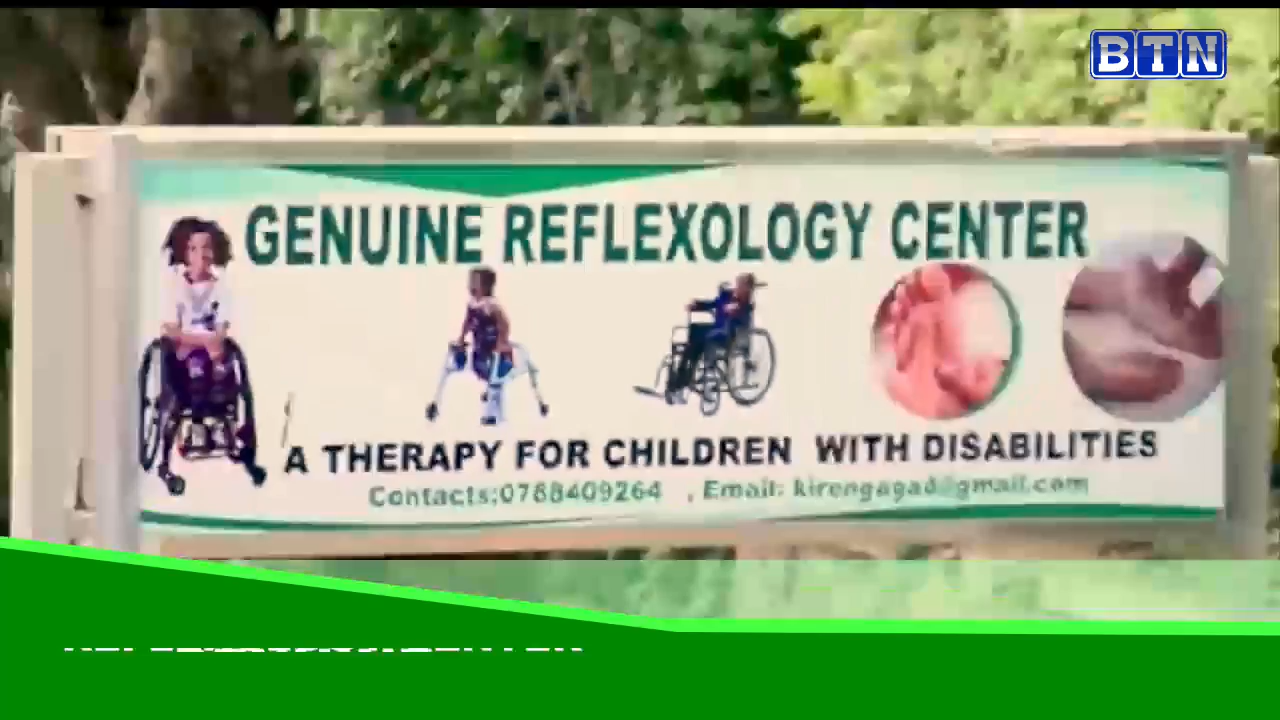 BTN
GENUINE REFLEXOLOGY CENTER
A THERAPY FOR CHILDREN WITH DISABILITIES
Contacts:0788409264 , Email: kirengagad@gmail.com